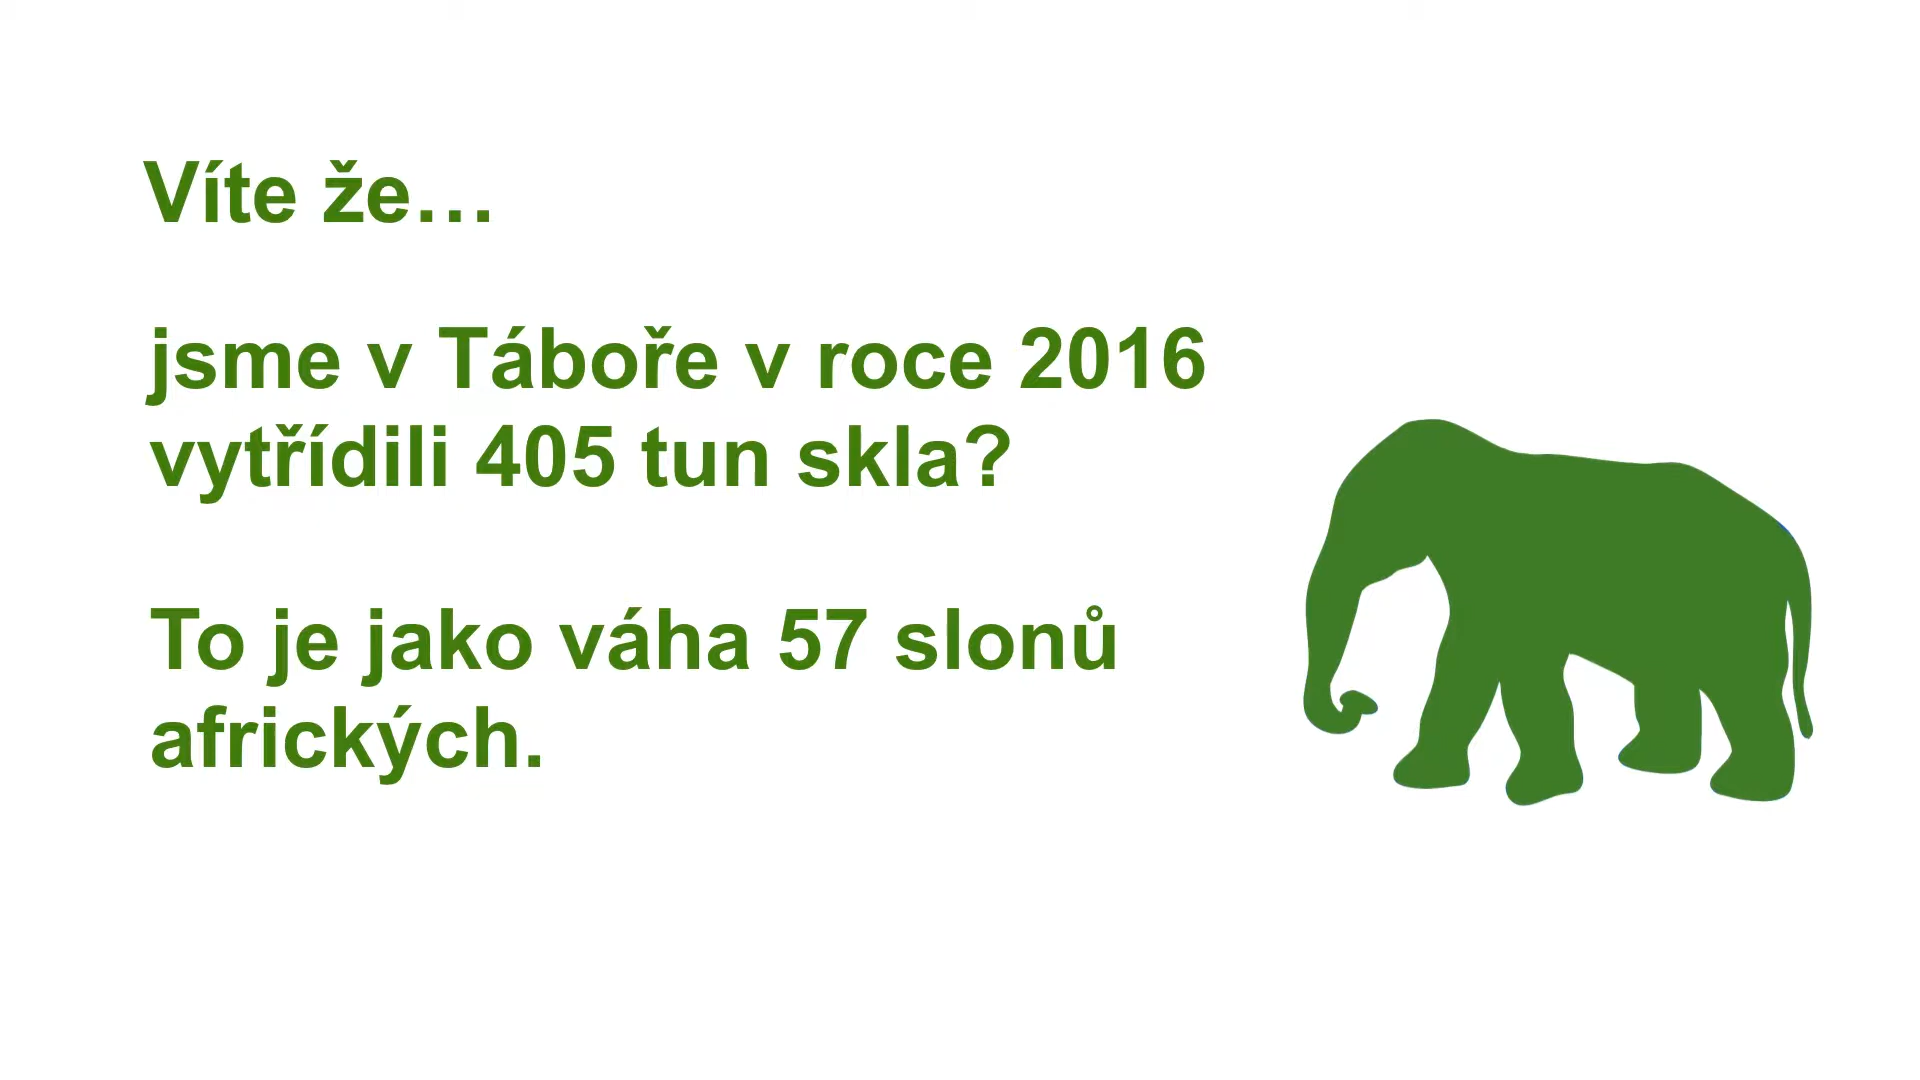 Víte že…
jsme v Táboře v roce 2016
vytřídili 405 tun skla?
To je jako váha 57 slonů
afrických.